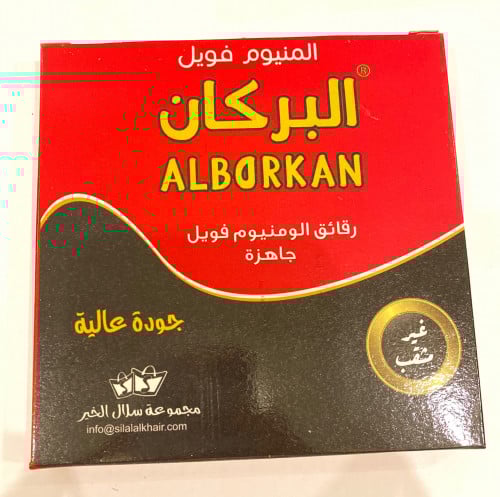 المنيوم فويل
البركان®
ALBORKAN
رقائق الومنيوم فويل
جاهزة
جودة عالية
غير
مثقب
مجموعة سلال الخير
info@silalalkhair.com